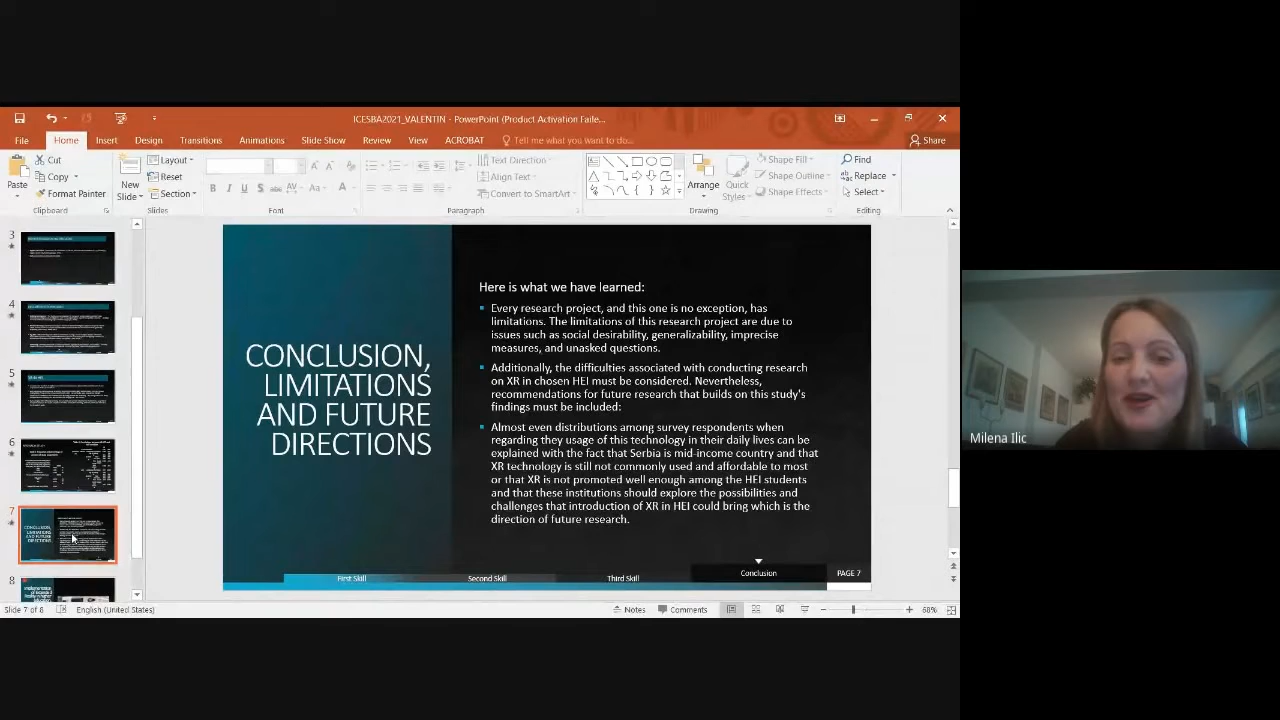 ICESBA2021_VALENTIN - PowerPoint (Product Activation Faile...
File Home Insert Design Transitions Animations Slide Show Review View ACROBAT Tell me what you want to do... Share
Paste
Cut
Copy
Format Painter
Clipboard
New
Slide
Layout
Reset
Section
Slides
Font
Text Direction
Align Text
Convert to SmartArt
Paragraph
Arrange
Quick
Styles
Shape Fill
Shape Outline
Shape Effects
Drawing
Find
Replace
Select
Editing
3
4
5
6
7
CONCLUSION,
LIMITATIONS
AND FUTURE
DIRECTIONS
8
Implementation
CONCLUSION,
LIMITATIONS
AND FUTURE
DIRECTIONS
Here is what we have learned:
Every research project, and this one is no exception, has
limitations. The limitations of this research project are due to
issues such as social desirability, generalizability, imprecise
measures, and unasked questions.
Additionally, the difficulties associated with conducting research
on XR in chosen HEI must be considered. Nevertheless,
recommendations for future research that builds on this study's
findings must be included:
Almost even distributions among survey respondents when
regarding they usage of this technology in their daily lives can be
explained with the fact that Serbia is mid-income country and that
XR technology is still not commonly used and affordable to most
or that XR is not promoted well enough among the HEI students
and that these institutions should explore the possibilities and
challenges that introduction of XR in HEI could bring which is the
direction of future research.
First Skill Second Skill Third Skill Conclusion PAGE 7
Slide 7 of 8 English (United States) Notes Comments 68%
Milena Ilic